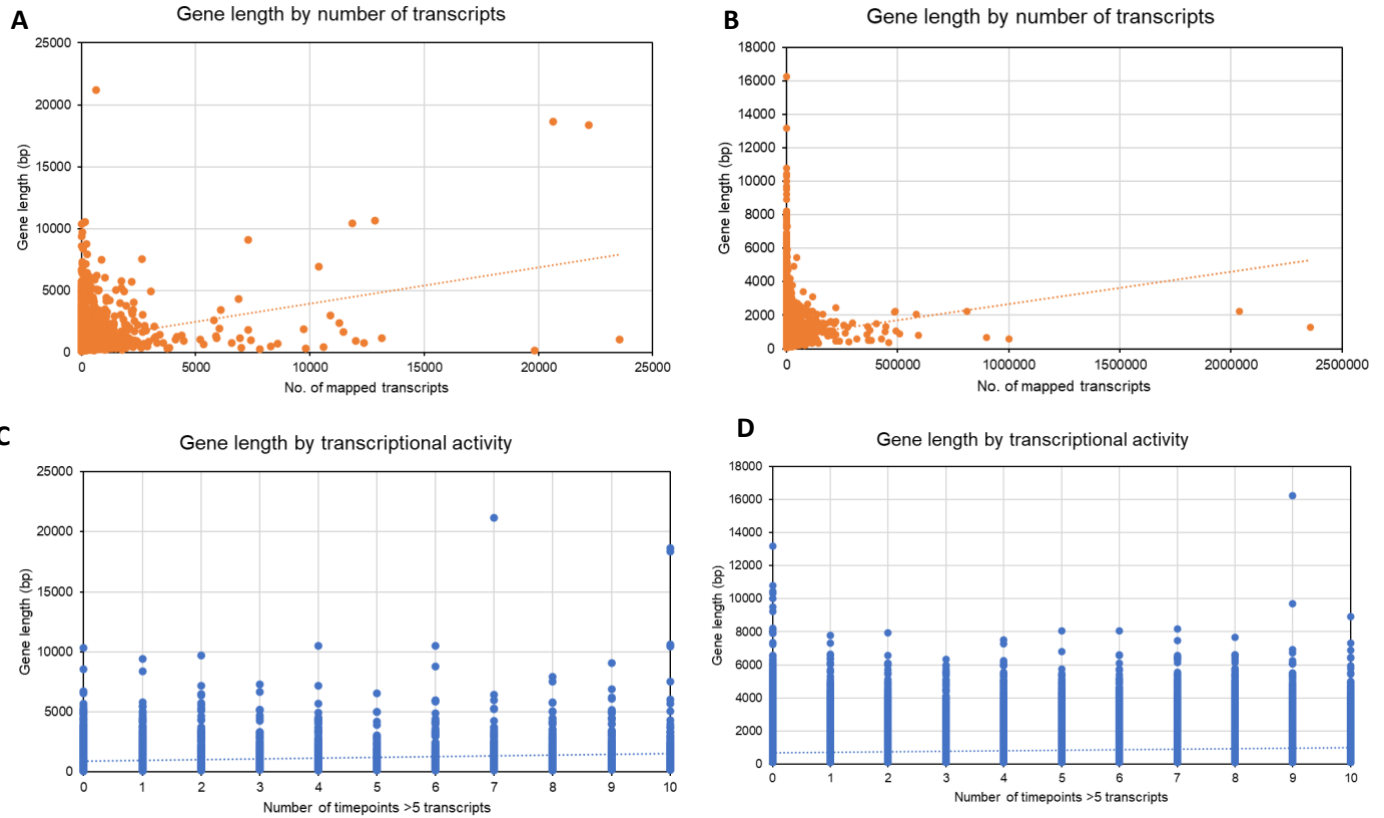 A
Gene length by number of transcripts
25000
20000
15000
10000
5000
0
Gene length (bp)
0 5000 10000 15000 20000 25000
No. of mapped transcripts
B
Gene length by number of transcripts
18000
16000
14000
12000
10000
8000
6000
4000
2000
0
Gene length (bp)
0 500000 1000000 1500000 2000000 2500000
No. of mapped transcripts
C
Gene length by transcriptional activity
25000
20000
15000
10000
5000
0
Gene length (bp)
0 1 2 3 4 5 6 7 8 9 10
Number of timepoints >5 transcripts
D
Gene length by transcriptional activity
18000
16000
14000
12000
10000
8000
6000
4000
2000
0
Gene length (bp)
0 1 2 3 4 5 6 7 8 9 10
Number of timepoints >5 transcripts